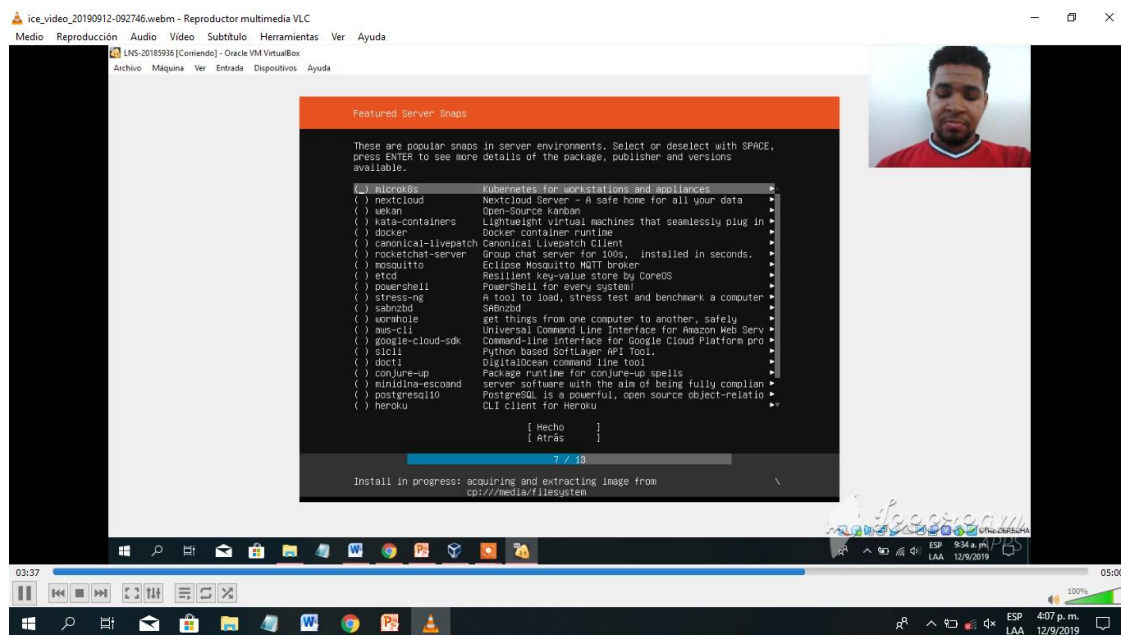 ice_video_20190912-092746.webm - Reproductor multimedia VLC
Medio Reproducción Audio Vídeo Subtítulo Herramientas Ver Ayuda
LNS-20185936 [Corriendo] - Oracle VM VirtualBox
Archivo Máquina Ver Entrada Dispositivos Ayuda
Featured Server Snaps
These are popular snaps in server environments. Select or deselect with SPACE,
press ENTER to see more details of the package, publisher and versions
available.
(_) microk8s Kubernetes for workstations and appliances
( ) nextcloud Nextcloud Server - A safe home for all your data
( ) wekan Open-Source kanban
( ) kata-containers Lightweight virtual machines that seamlessly plug in
( ) docker Docker container runtime
( ) canonical-livepatch Canonical Livepatch Client
( ) rocketchat-server Group chat server for 100s, installed in seconds.
( ) mosquitto Eclipse Mosquitto MQTT broker
( ) etcd Resilient key-value store by CoreOS
( ) powershell PowerShell for every system!
( ) stress-ng A tool to load, stress test and benchmark a computer
( ) sabnzbd SABnzbd
( ) wormhole get things from one computer to another, safely
( ) aws-cli Universal Command Line Interface for Amazon Web Serv
( ) google-cloud-sdk Command-line interface for Google Cloud Platform pro
( ) slcli Python based SoftLayer API Tool.
( ) doctl DigitalOcean command line tool
( ) conjure-up Package runtime for conjure-up spells
( ) minidlna-escoand server software with the aim of being fully complian
( ) postgresql10 PostgreSQL is a powerful, open source object-relatio
( ) heroku CLI client for Heroku
[ Hecho ]
[ Atrás ]
7 / 13
Install in progress: acquiring and extracting image from \
cp:///media/filesystem
Icecream
APPS
CTRL DERECHA
ESP 9:34 a. m.
LAA 12/9/2019
03:37 05:00
100%
ESP 4:07 p. m.
LAA 12/9/2019